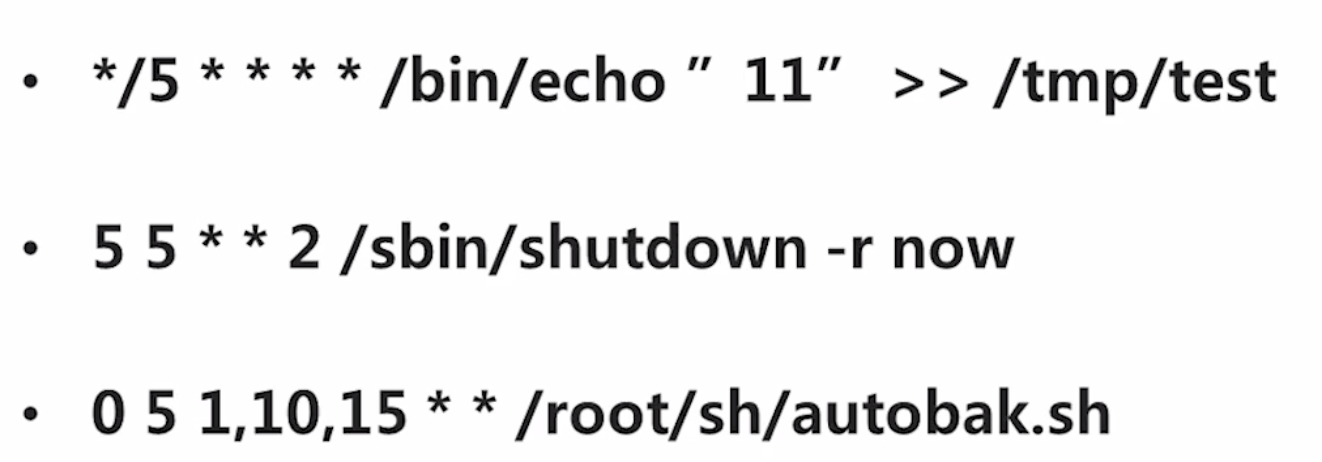 • */5 * * * * /bin/echo ” 11” >> /tmp/test
• 5 5 * * 2 /sbin/shutdown -r now
• 0 5 1,10,15 * * /root/sh/autobak.sh